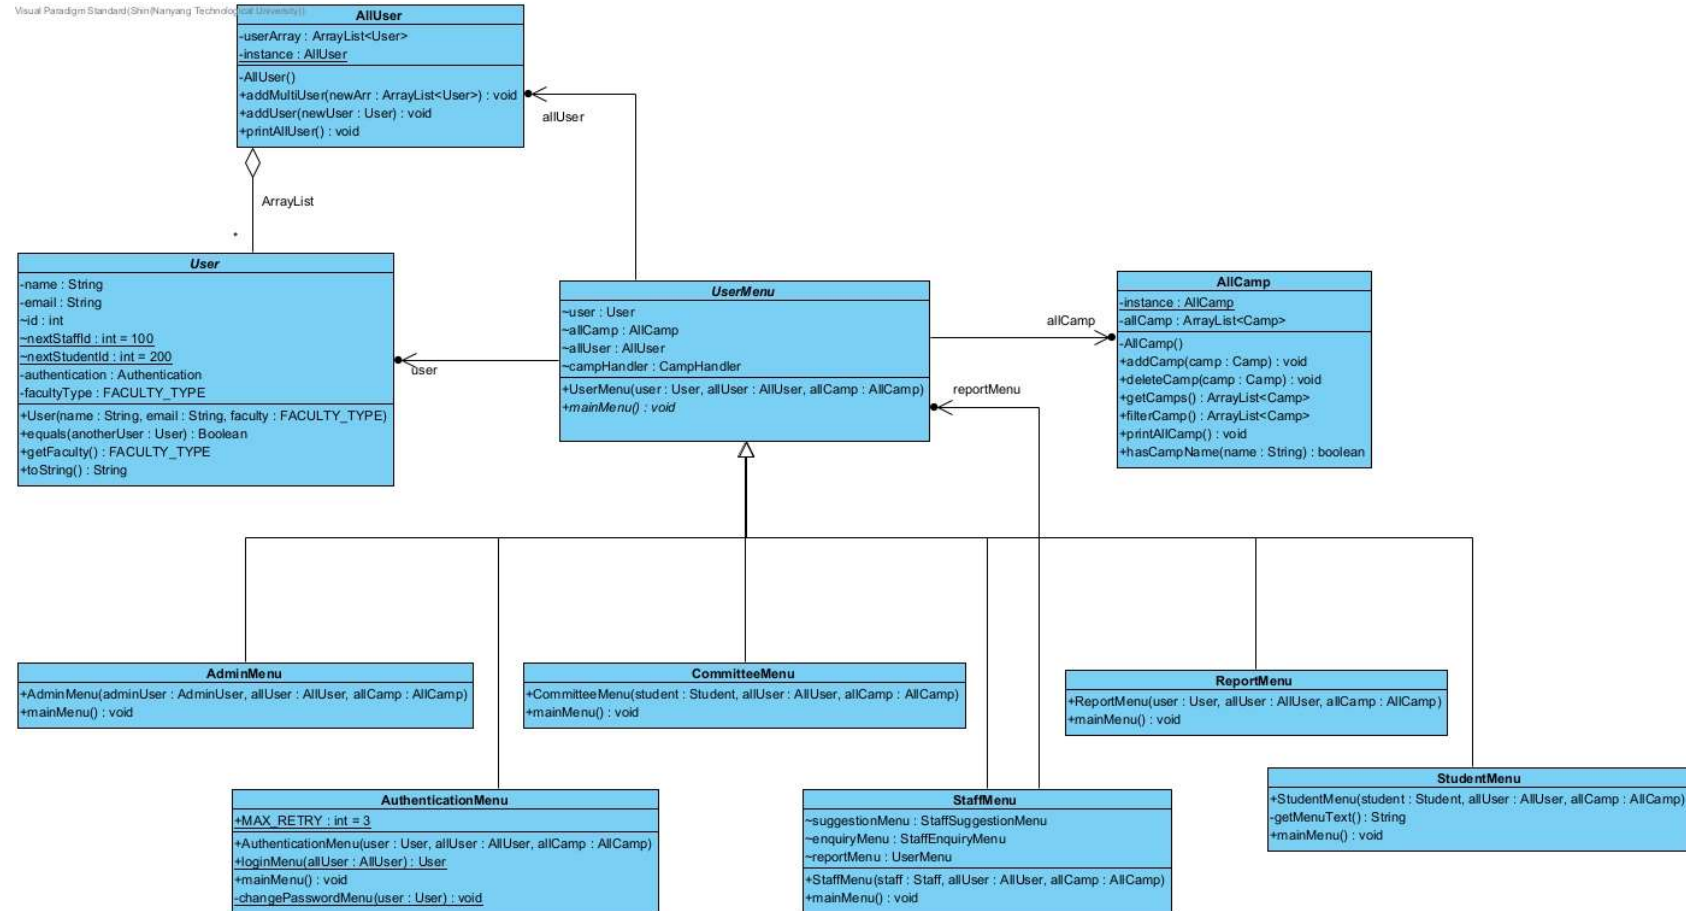 Visual Paradigm Standard(Shin(Nanyang Technological University))
AllUser
-userArray : ArrayList<User>
-instance : AllUser
-AllUser()
+addMultiUser(newArr : ArrayList<User>) : void
+addUser(newUser : User) : void
+printAllUser() : void
allUser
ArrayList
*
User
-name : String
-email : String
~id : int
~nextStaffId : int = 100
~nextStudentId : int = 200
-authentication : Authentication
-facultyType : FACULTY_TYPE
+User(name : String, email : String, faculty : FACULTY_TYPE)
+equals(anotherUser : User) : Boolean
+getFaculty() : FACULTY_TYPE
+toString() : String
user
UserMenu
~user : User
~allCamp : AllCamp
~allUser : AllUser
~campHandler : CampHandler
+UserMenu(user : User, allUser : AllUser, allCamp : AllCamp)
+mainMenu() : void
allCamp
reportMenu
AllCamp
-instance : AllCamp
-allCamp : ArrayList<Camp>
-AllCamp()
+addCamp(camp : Camp) : void
+deleteCamp(camp : Camp) : void
+getCamps() : ArrayList<Camp>
+filterCamp() : ArrayList<Camp>
+printAllCamp() : void
+hasCampName(name : String) : boolean
AdminMenu
+AdminMenu(adminUser : AdminUser, allUser : AllUser, allCamp : AllCamp)
+mainMenu() : void
CommitteeMenu
+CommitteeMenu(student : Student, allUser : AllUser, allCamp : AllCamp)
+mainMenu() : void
ReportMenu
+ReportMenu(user : User, allUser : AllUser, allCamp : AllCamp)
+mainMenu() : void
AuthenticationMenu
+MAX_RETRY : int = 3
+AuthenticationMenu(user : User, allUser : AllUser, allCamp : AllCamp)
+loginMenu(allUser : AllUser) : User
+mainMenu() : void
-changePasswordMenu(user : User) : void
StaffMenu
~suggestionMenu : StaffSuggestionMenu
~enquiryMenu : StaffEnquiryMenu
~reportMenu : UserMenu
+StaffMenu(staff : Staff, allUser : AllUser, allCamp : AllCamp)
+mainMenu() : void
StudentMenu
+StudentMenu(student : Student, allUser : AllUser, allCamp : AllCamp)
-getMenuText() : String
+mainMenu() : void